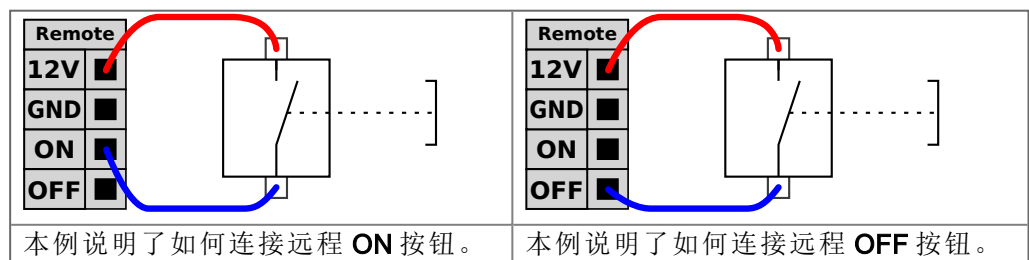 Remote
12V
GND
ON
OFF
本例说明了如何连接远程 ON 按钮。
Remote
12V
GND
ON
OFF
本例说明了如何连接远程 OFF 按钮。